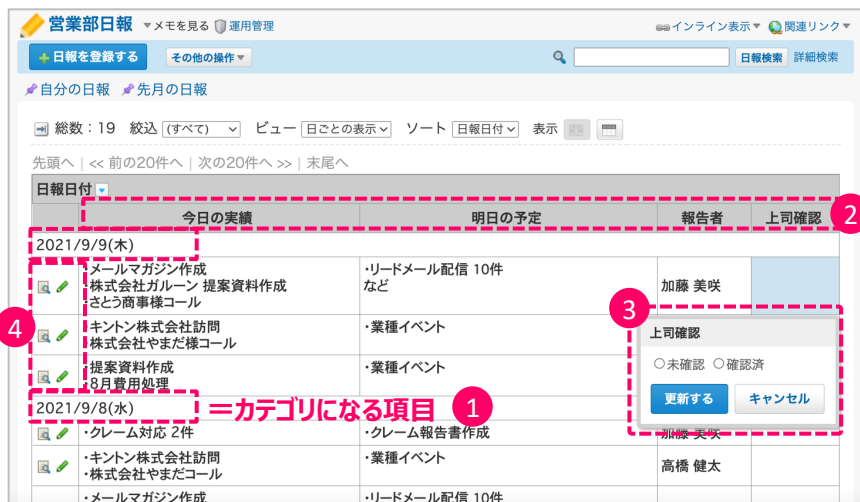 営業部日報 ▼メモを見る 運用管理 インライン表示▼ 関連リンク▼
+日報を登録する その他の操作▼ 日報検索 詳細検索
自分の日報 先月の日報
総数：19 絞込 (すべて) ビュー 日ごとの表示 ソート 日報日付 表示
先頭へ | << 前の20件へ | 次の20件へ >> | 末尾へ
日報日付
今日の実績 明日の予定 報告者 上司確認 2
2021/9/9(木)
・メールマガジン作成
・株式会社ガルーン 提案資料作成
・さとう商事様コール
・リードメール配信 10件
など
加藤 美咲
4
・キントン株式会社訪問
・株式会社やまだ様コール
・業種イベント
・提案資料作成
・8月費用処理
・業種イベント
3
上司確認
未確認 確認済
更新する キャンセル
2021/9/8(水) ＝カテゴリになる項目 1
・クレーム対応 2件 ・クレーム報告書作成 加藤 美咲
・キントン株式会社訪問
・株式会社やまだコール
・業種イベント
高橋 健太
・メールマガジン作成 ・リードメール配信 10件